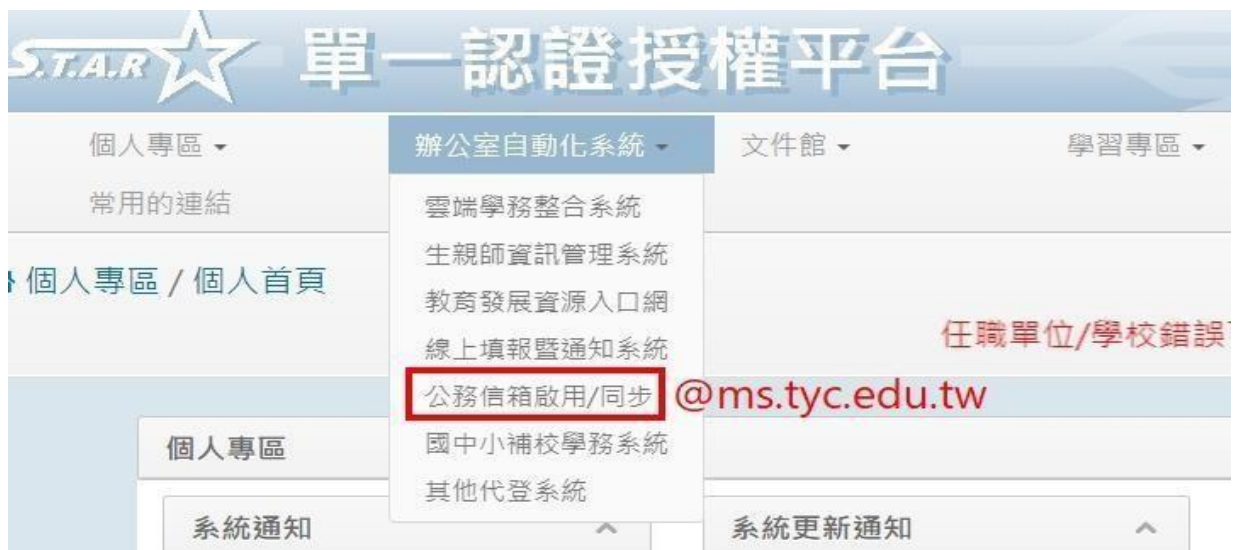 S.T.A.R 單一認證授權平台
個人專區 辦公室自動化系統 文件館 學習專區
常用的連結
雲端學務整合系統
生親師資訊管理系統
個人專區 / 個人首頁
教育發展資源入口網
任職單位/學校錯誤
線上填報暨通知系統
公務信箱啟用/同步 @ms.tyc.edu.tw
國中小補校學務系統
個人專區
其他代登系統
系統通知 系統更新通知